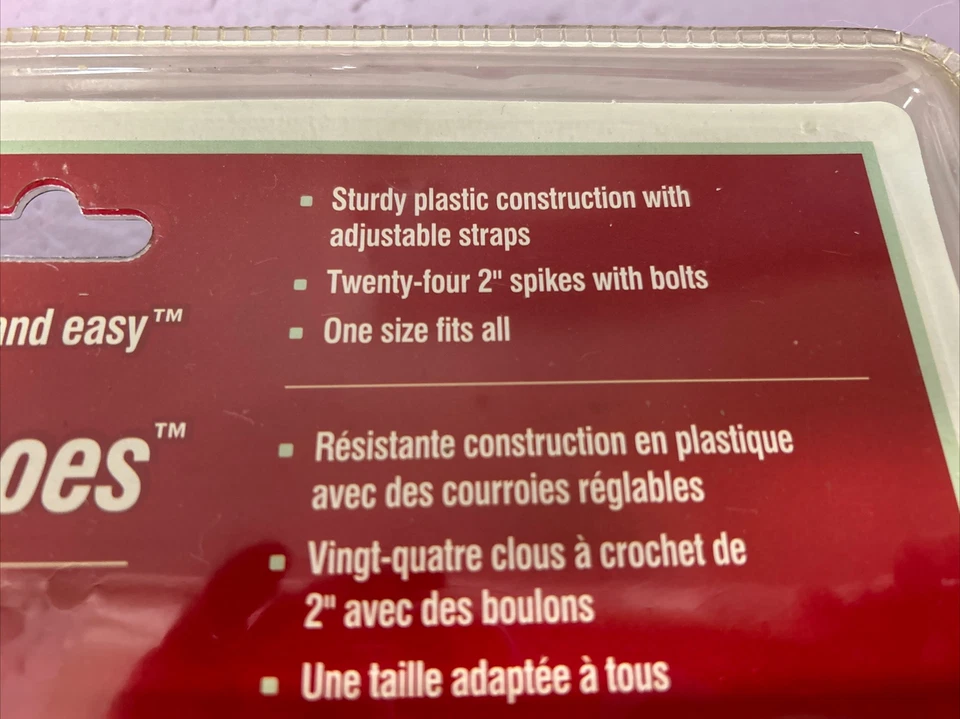 and easy™
oes™
Sturdy plastic construction with
adjustable straps
Twenty-four 2" spikes with bolts
One size fits all
Résistante construction en plastique
avec des courroies réglables
Vingt-quatre clous à crochet de
2" avec des boulons
Une taille adaptée à tous